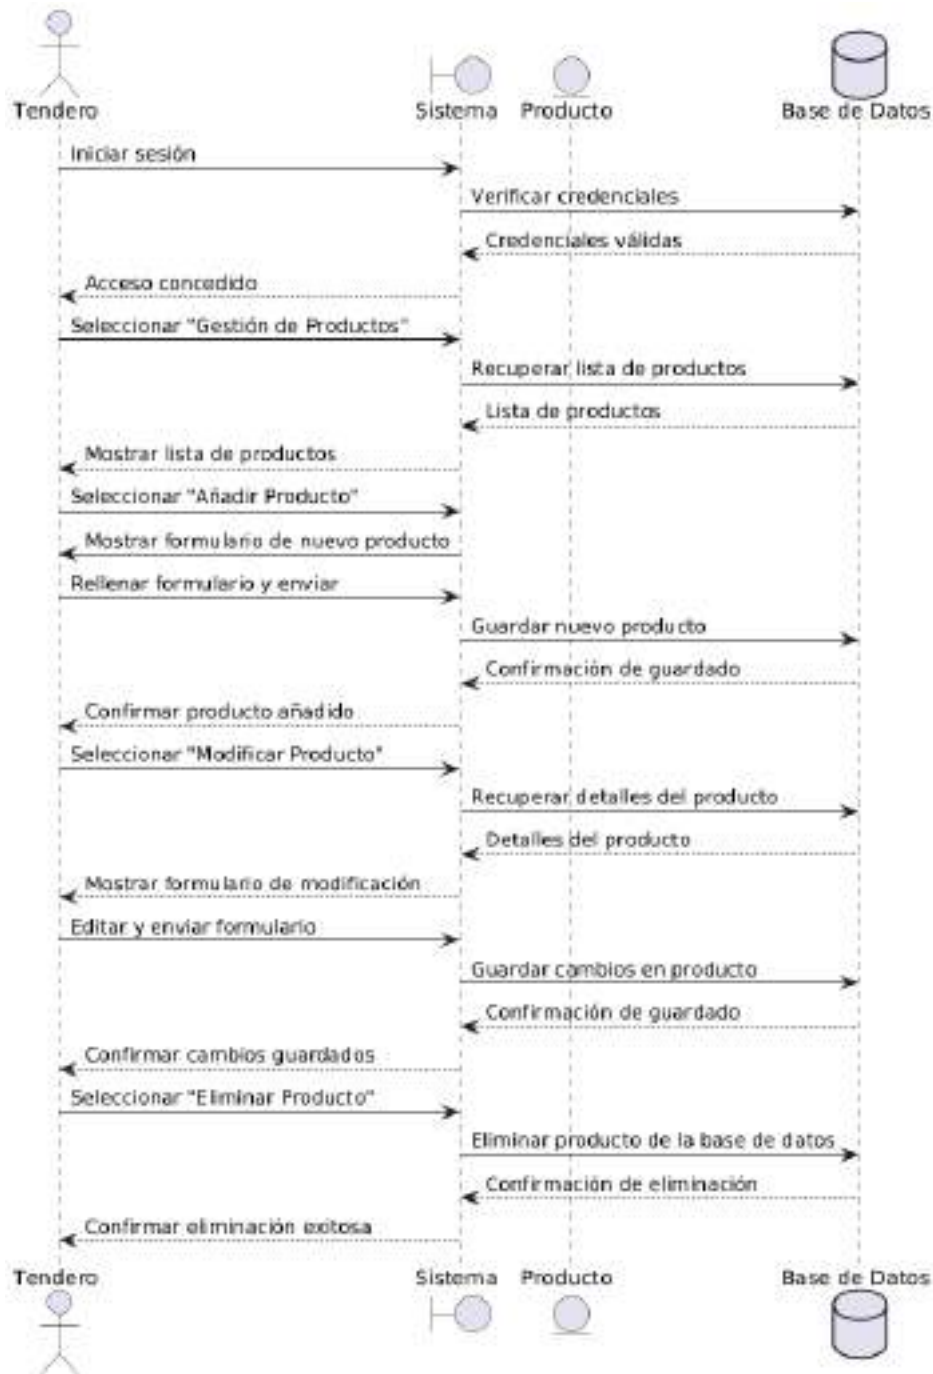 Tendero
Sistema
Producto
Base de Datos
Iniciar sesión
Verificar credenciales
Credenciales válidas
Acceso concedido
Seleccionar "Gestión de Productos"
Recuperar lista de productos
Lista de productos
Mostrar lista de productos
Seleccionar "Añadir Producto"
Mostrar formulario de nuevo producto
Rellenar formulario y enviar
Guardar nuevo producto
Confirmación de guardado
Confirmar producto añadido
Seleccionar "Modificar Producto"
Recuperar detalles del producto
Detalles del producto
Mostrar formulario de modificación
Editar y enviar formulario
Guardar cambios en producto
Confirmación de guardado
Confirmar cambios guardados
Seleccionar "Eliminar Producto"
Eliminar producto de la base de datos
Confirmación de eliminación
Confirmar eliminación exitosa
Tendero
Sistema
Producto
Base de Datos